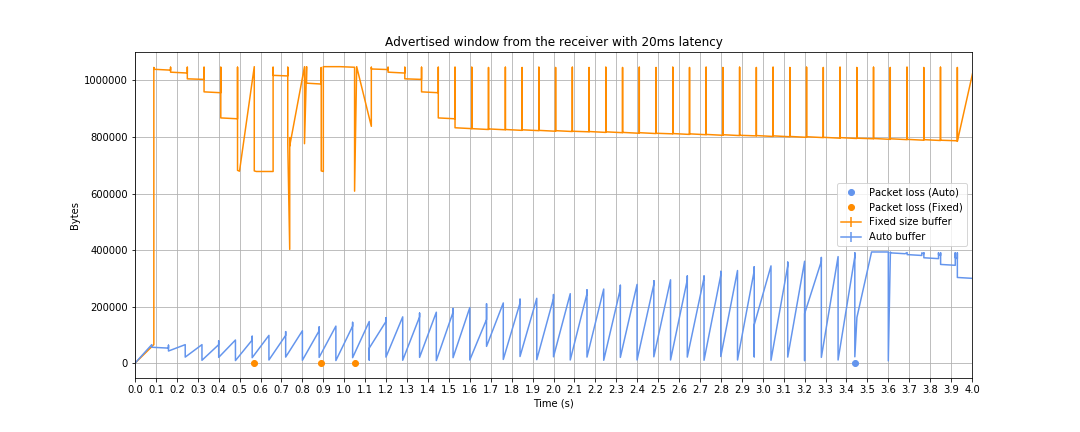 Advertised window from the receiver with 20ms latency
1000000
800000
600000
400000
200000
0
Bytes
Packet loss (Auto)
Packet loss (Fixed)
Fixed size buffer
Auto buffer
0.0 0.1 0.2 0.3 0.4 0.5 0.6 0.7 0.8 0.9 1.0 1.1 1.2 1.3 1.4 1.5 1.6 1.7 1.8 1.9 2.0 2.1 2.2 2.3 2.4 2.5 2.6 2.7 2.8 2.9 3.0 3.1 3.2 3.3 3.4 3.5 3.6 3.7 3.8 3.9 4.0
Time (s)